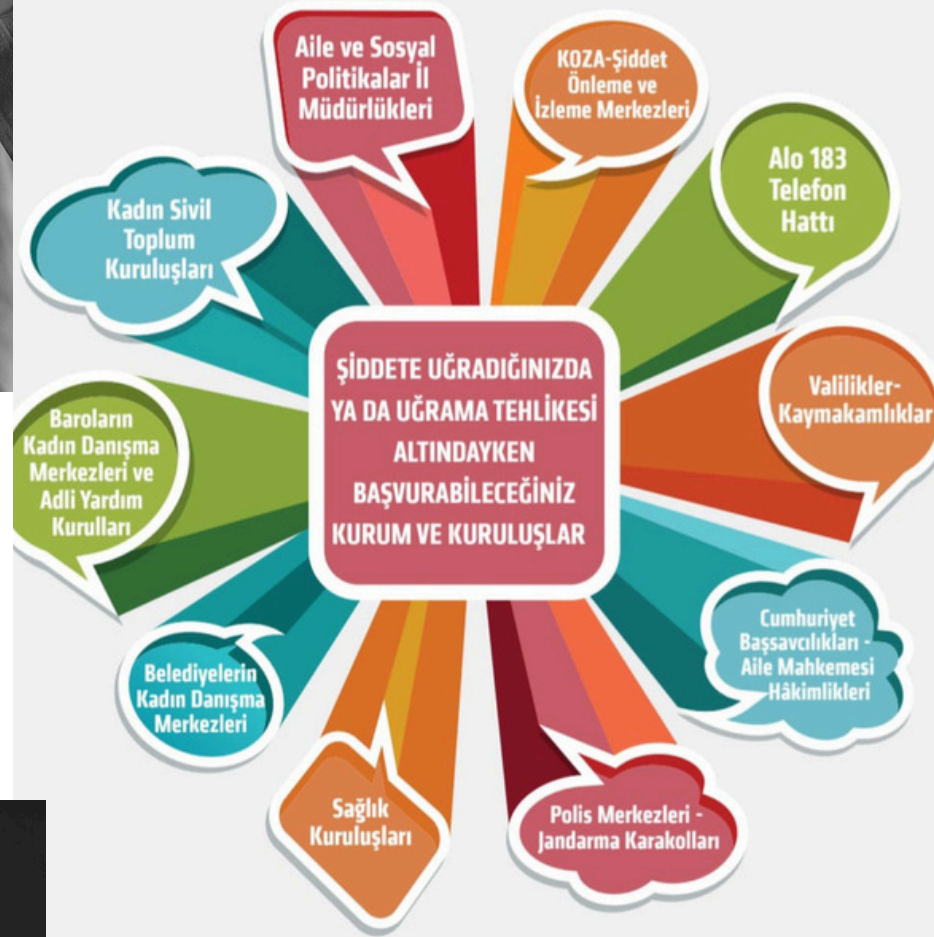 ŞİDDETE UĞRADIĞINIZDA
YA DA UĞRAMA TEHLİKESİ
ALTINDAYKEN
BAŞVURABİLECEĞİNİZ
KURUM VE KURULUŞLAR
Aile ve Sosyal
Politikalar İl
Müdürlükleri
KOZA-Şiddet
Önleme ve
İzleme Merkezleri
Alo 183
Telefon
Hattı
Valilikler-
Kaymakamlıklar
Cumhuriyet
Başsavcılıkları -
Aile Mahkemesi
Hâkimlikleri
Polis Merkezleri -
Jandarma Karakolları
Sağlık
Kuruluşları
Belediyelerin
Kadın Danışma
Merkezleri
Baroların
Kadın Danışma
Merkezleri ve
Adli Yardım
Kurulları
Kadın Sivil
Toplum
Kuruluşları